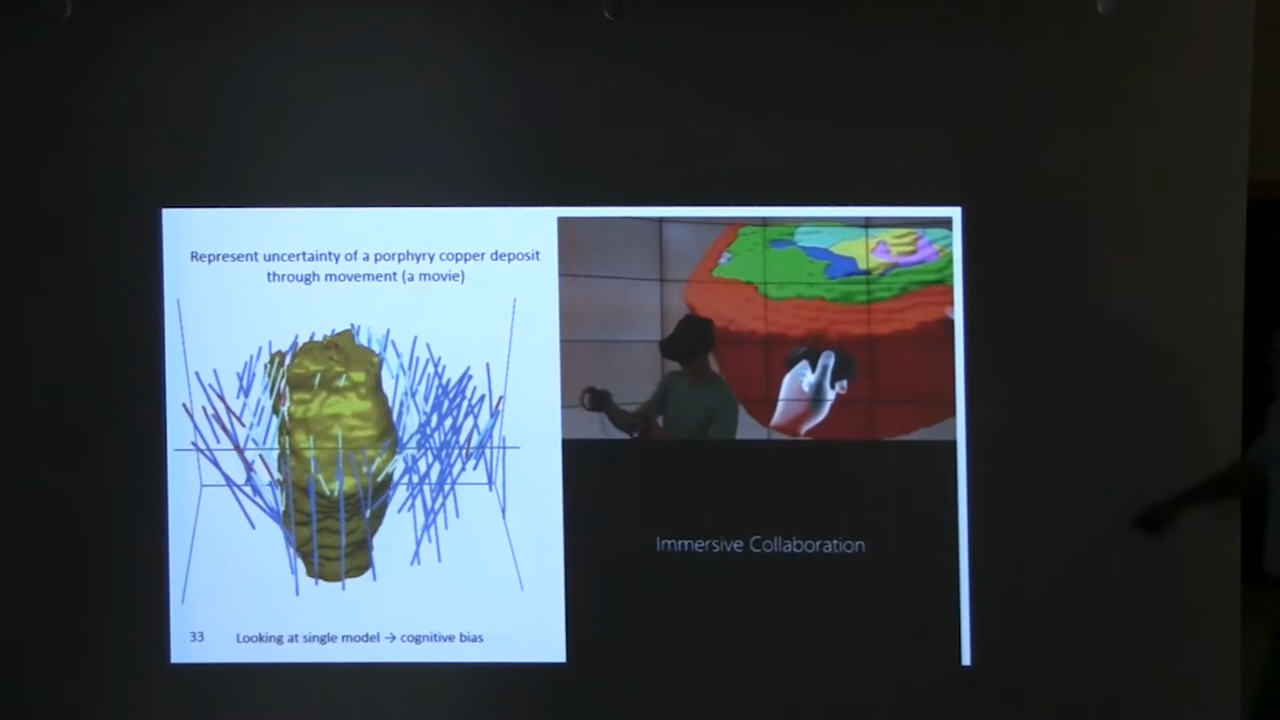 Represent uncertainty of a porphyry copper deposit
through movement (a movie)
33
Looking at single model → cognitive bias
Immersive Collaboration